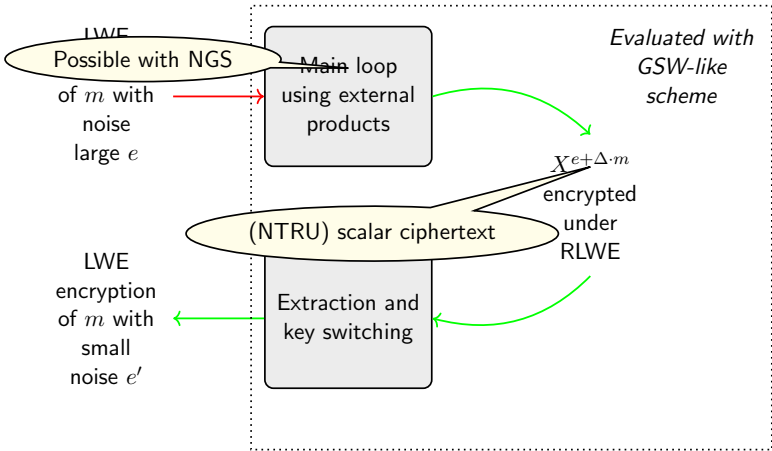 LWE
Possible with NGS
of m with
noise
large e
Main loop
using external
products
Evaluated with
GSW-like
scheme
X^{e+Δ·m}
encrypted
under
RLWE
(NTRU) scalar ciphertext
LWE
encryption
of m with
small
noise e′
Extraction and
key switching